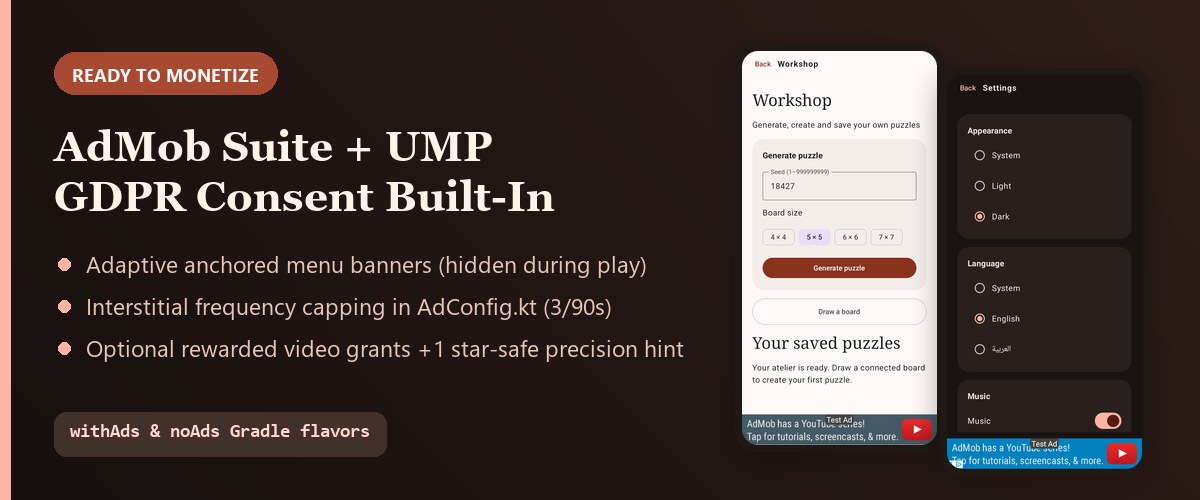 READY TO MONETIZE
AdMob Suite + UMP
GDPR Consent Built-In
Adaptive anchored menu banners (hidden during play)
Interstitial frequency capping in AdConfig.kt (3/90s)
Optional rewarded video grants +1 star-safe precision hint
withAds & noAds Gradle flavors
Back Workshop
Workshop
Generate, create and save your own puzzles
Generate puzzle
Seed (1–999999999)
18427
Board size
4 × 4 5 × 5 6 × 6 7 × 7
Generate puzzle
Draw a board
Your saved puzzles
Your atelier is ready. Draw a connected board
to create your first puzzle.
Test Ad
AdMob has a YouTube series!
Tap for tutorials, screencasts, & more.
Back Settings
Appearance
System
Light
Dark
Language
System
English
العربية
Music
Music
Test Ad
AdMob has a YouTube series!
Tap for tutorials, screencasts, & more.